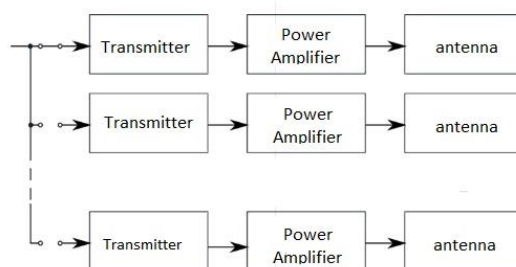 Transmitter
Power
Amplifier
antenna
Transmitter
Power
Amplifier
antenna
Transmitter
Power
Amplifier
antenna